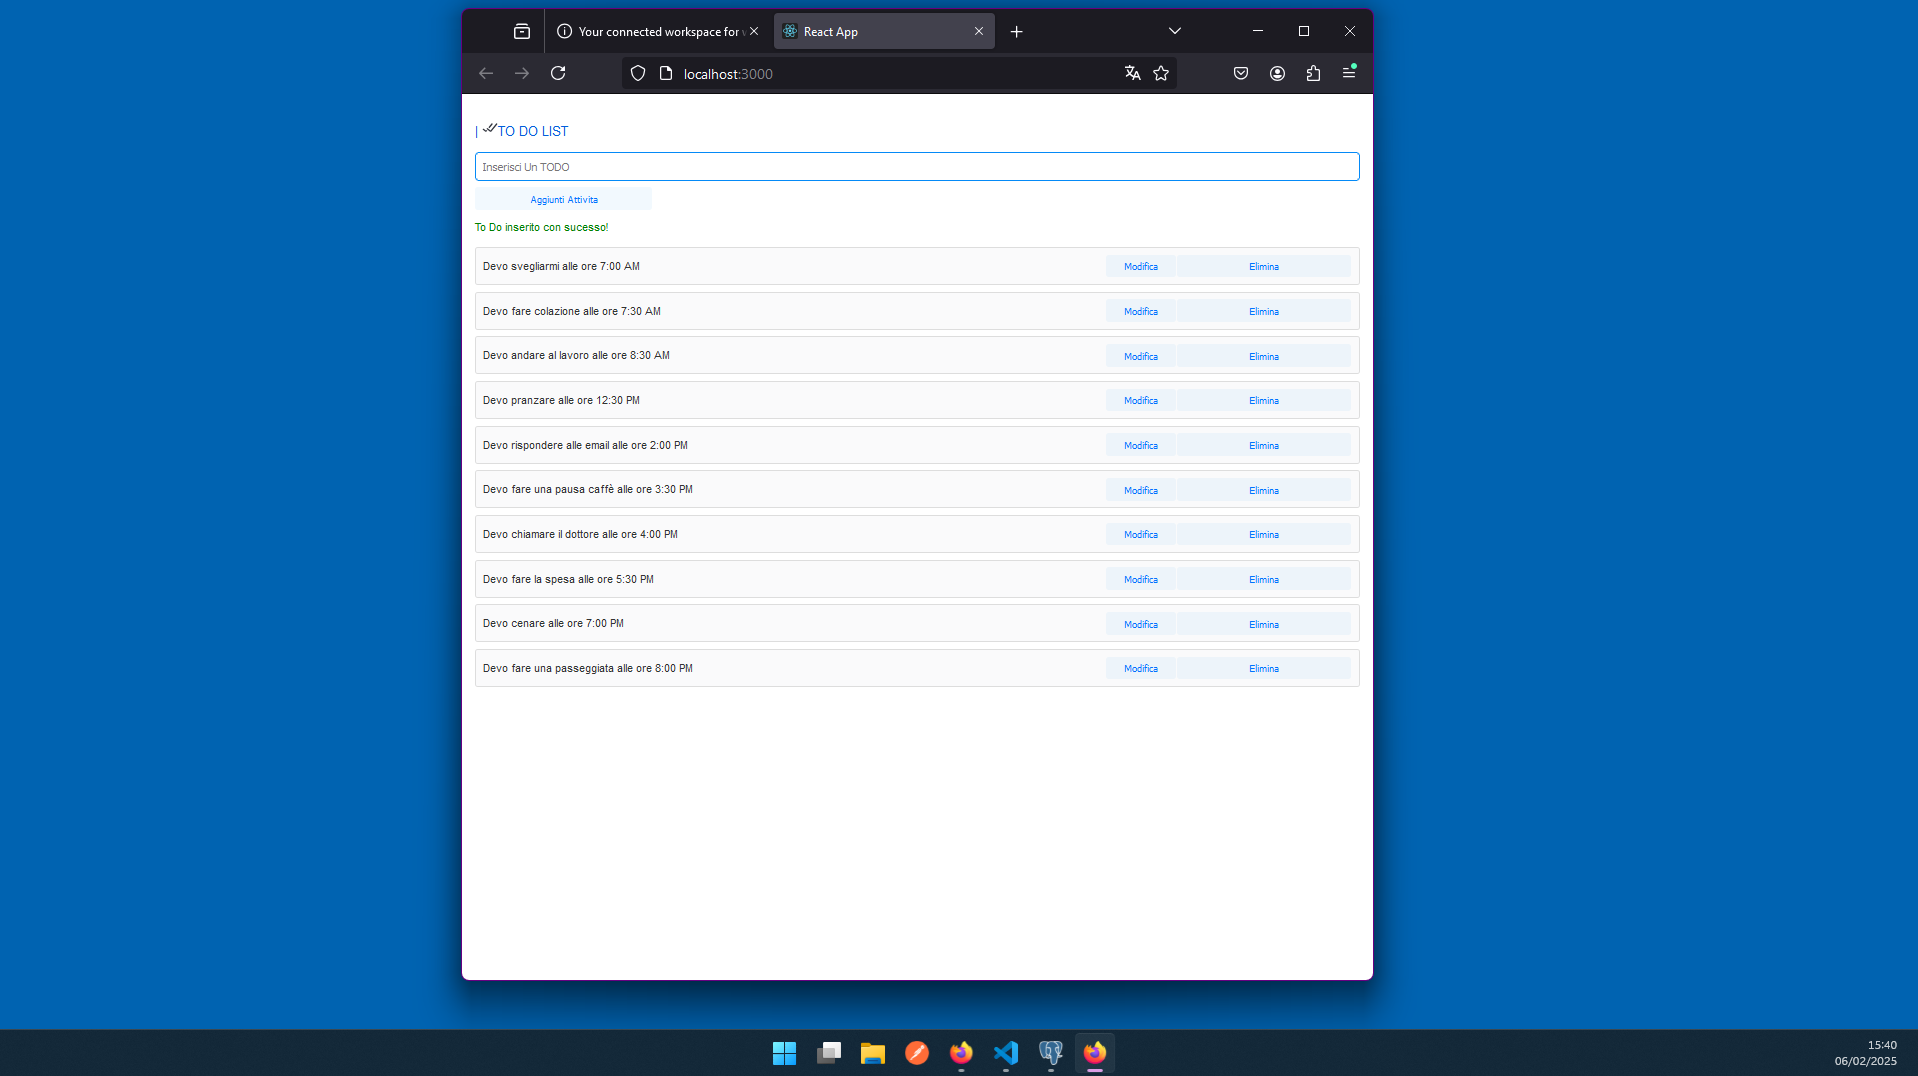 Your connected workspace for
React App
localhost:3000
| TO DO LIST
Inserisci Un TODO
Aggiunti Attivita
To Do inserito con sucesso!
Devo svegliarmi alle ore 7:00 AM Modifica Elimina
Devo fare colazione alle ore 7:30 AM Modifica Elimina
Devo andare al lavoro alle ore 8:30 AM Modifica Elimina
Devo pranzare alle ore 12:30 PM Modifica Elimina
Devo rispondere alle email alle ore 2:00 PM Modifica Elimina
Devo fare una pausa caffè alle ore 3:30 PM Modifica Elimina
Devo chiamare il dottore alle ore 4:00 PM Modifica Elimina
Devo fare la spesa alle ore 5:30 PM Modifica Elimina
Devo cenare alle ore 7:00 PM Modifica Elimina
Devo fare una passeggiata alle ore 8:00 PM Modifica Elimina
15:40
06/02/2025